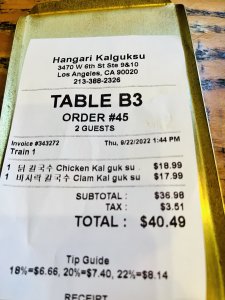 Hangari Kalguksu
3470 W 6th St Ste 9&10
Los Angeles, CA 90020
213-388-2326
TABLE B3
ORDER #45
2 GUESTS
Invoice #343272 Thu, 9/22/2022 1:44 PM
Train 1
1 닭 칼국수 Chicken Kal guk su $18.99
1 바지락 칼국수 Clam Kal guk su $17.99
SUBTOTAL : $36.98
TAX : $3.51
TOTAL : $40.49
Tip Guide
18%=$6.66, 20%=$7.40, 22%=$8.14
RECEIPT